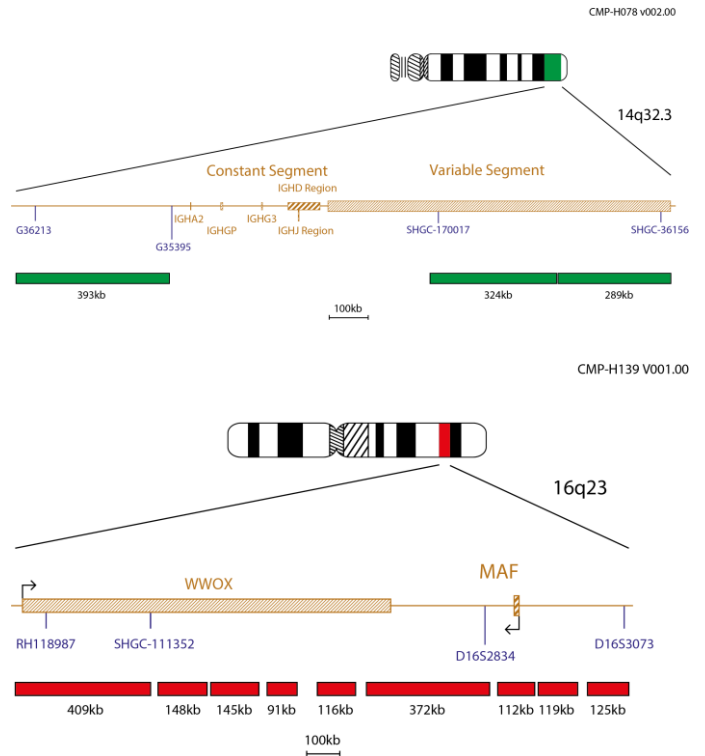 CMP-H078 v002.00
14q32.3
Constant Segment
Variable Segment
IGHD Region
IGHA2
IGHG3
IGHGP
IGHJ Region
G36213
G35395
SHGC-170017
SHGC-36156
393kb
324kb
289kb
100kb
CMP-H139 V001.00
16q23
WWOX
MAF
RH118987
SHGC-111352
D16S2834
D16S3073
409kb
148kb
145kb
91kb
116kb
372kb
112kb
119kb
125kb
100kb